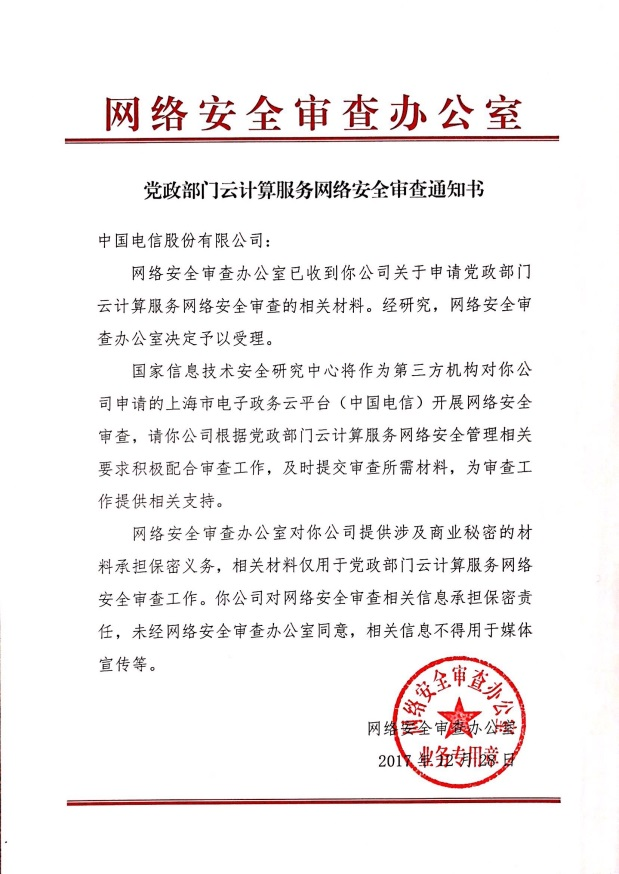 网络安全审查办公室
党政部门云计算服务网络安全审查通知书
中国电信股份有限公司：
网络安全审查办公室已收到你公司关于申请党政部门
云计算服务网络安全审查的相关材料。经研究，网络安全审
查办公室决定予以受理。
国家信息技术安全研究中心将作为第三方机构对你公
司申请的上海市电子政务云平台（中国电信）开展网络安全
审查，请你公司根据党政部门云计算服务网络安全管理相关
要求积极配合审查工作，及时提交审查所需材料，为审查工
作提供相关支持。
网络安全审查办公室对你公司提供涉及商业秘密的材
料承担保密义务，相关材料仅用于党政部门云计算服务网络
安全审查工作。你公司对网络安全审查相关信息承担保密责
任，未经网络安全审查办公室同意，相关信息不得用于媒体
宣传等。
网络安全审查办公室
2017年12月28日
网络安全审查办公室
业务专用章